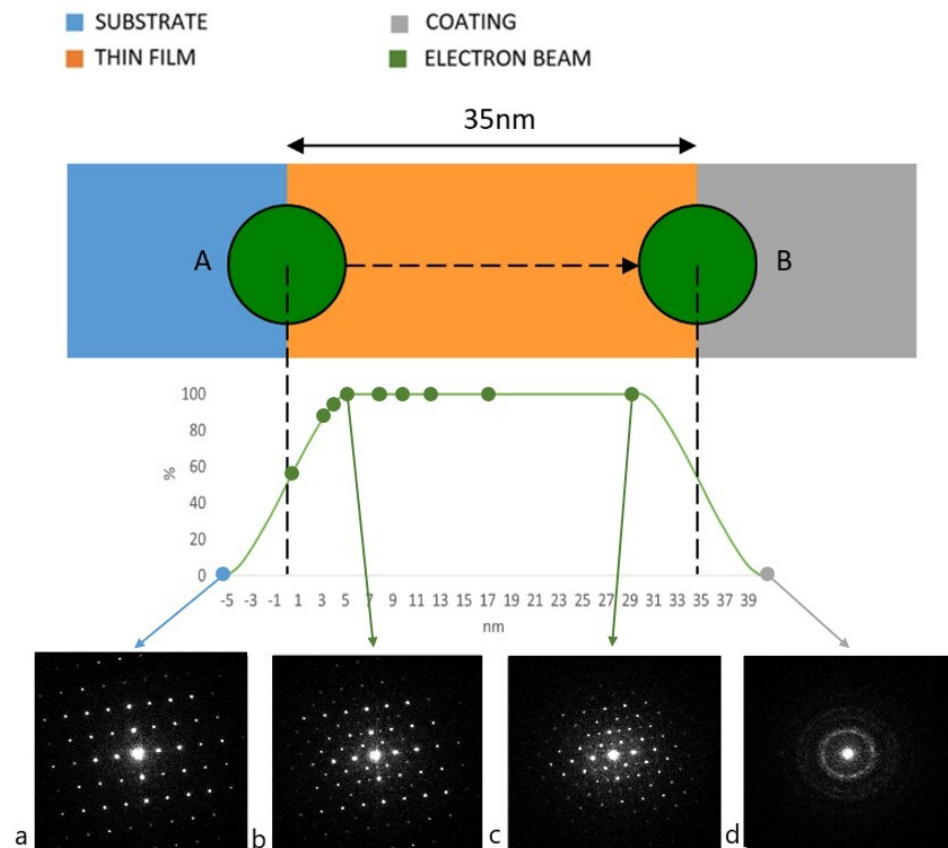 SUBSTRATE
COATING
THIN FILM
ELECTRON BEAM
35nm
A
B
100
80
60
40
20
0
%
-5 -3 -1 1 3 5 7 9 11 13 15 17 19 21 23 25 27 29 31 33 35 37 39
nm
a b c d